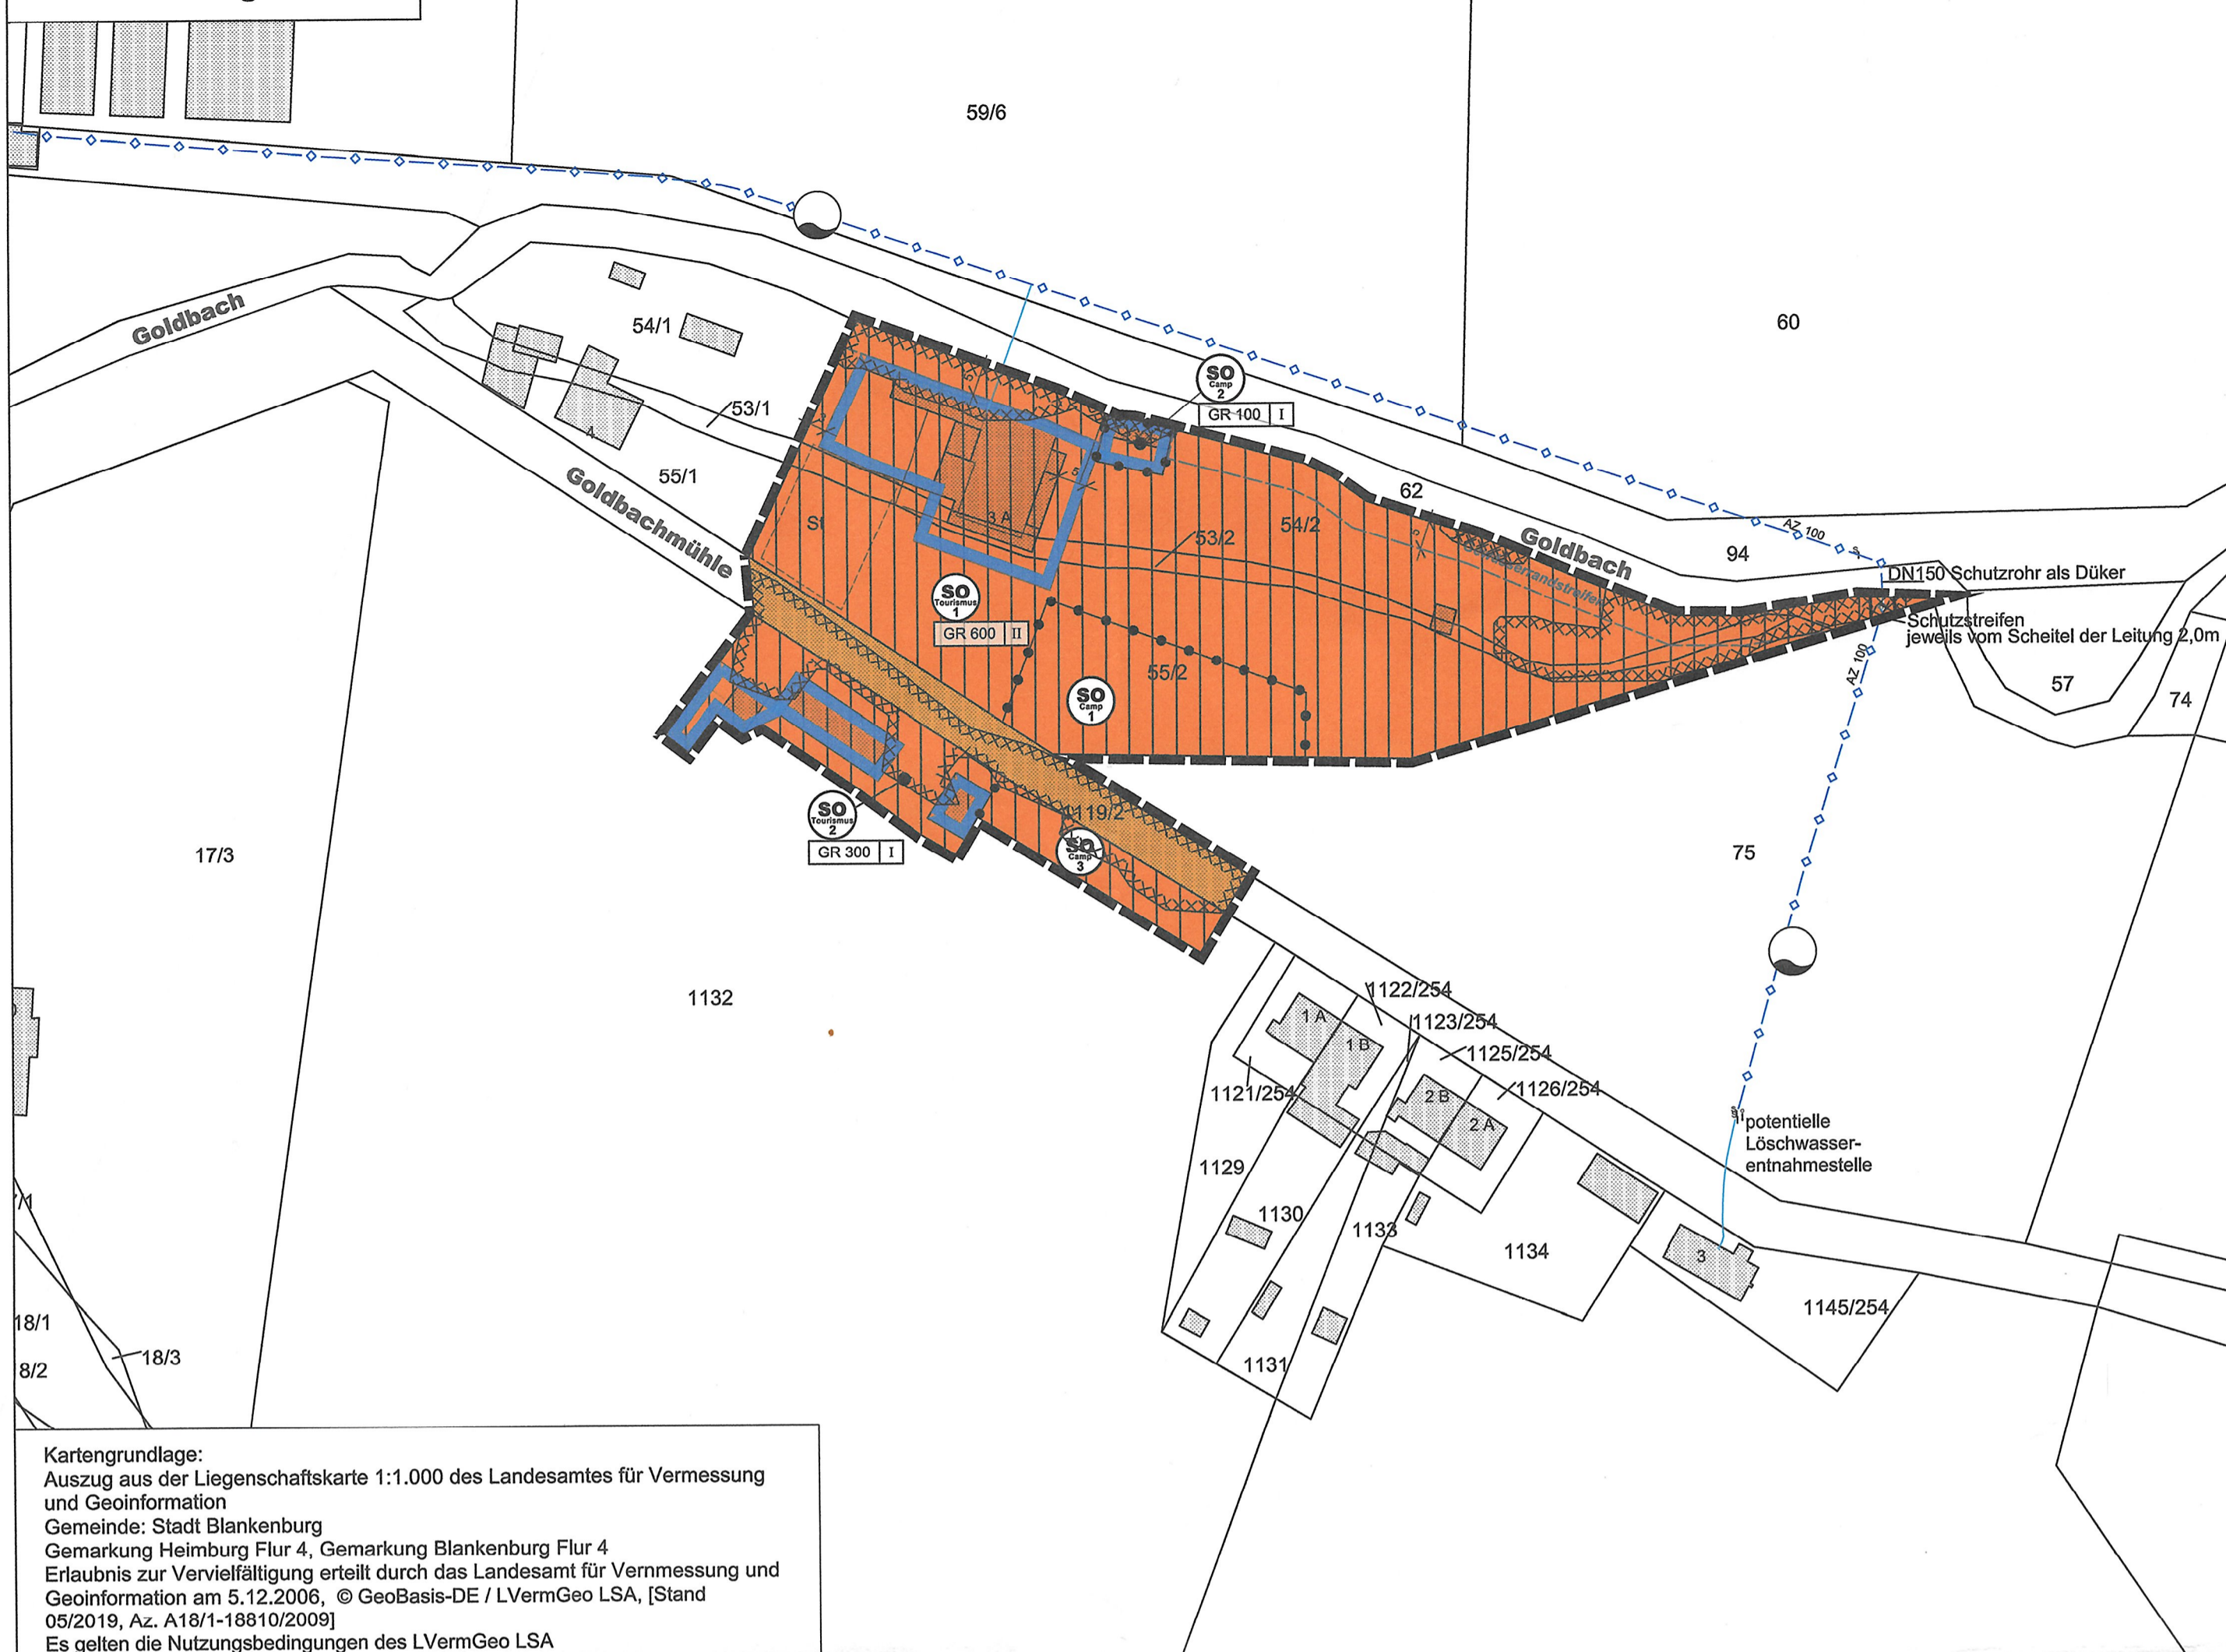 59/6
60
Goldbach
54/1
53/1
4
55/1
Goldbachmühle
SO
Camp
2
GR 100 I
62
5
5
5
St
3 A
53/2
54/2
Goldbach
AZ 100
94
DN150 Schutzrohr als Düker
Schutzstreifen
jeweils vom Scheitel der Leitung 2,0m
AZ 100
57
74
SO
Tourismus
1
GR 600 II
55/2
SO
Camp
1
SO
Tourismus
2
GR 300 I
1119/2
SO
Camp
3
17/3
75
1132
1122/254
1123/254
1125/254
1126/254
1 A
1 B
2 B
2 A
1121/254
potentielle
Löschwasser-
entnahmestelle
1129
1130
1133
1134
3
1145/254
1131
/1
18/1
18/3
8/2
Kartengrundlage:
Auszug aus der Liegenschaftskarte 1:1.000 des Landesamtes für Vermessung
und Geoinformation
Gemeinde: Stadt Blankenburg
Gemarkung Heimburg Flur 4, Gemarkung Blankenburg Flur 4
Erlaubnis zur Vervielfältigung erteilt durch das Landesamt für Vernmessung und
Geoinformation am 5.12.2006, © GeoBasis-DE / LVermGeo LSA, [Stand
05/2019, Az. A18/1-18810/2009]
Es gelten die Nutzungsbedingungen des LVermGeo LSA